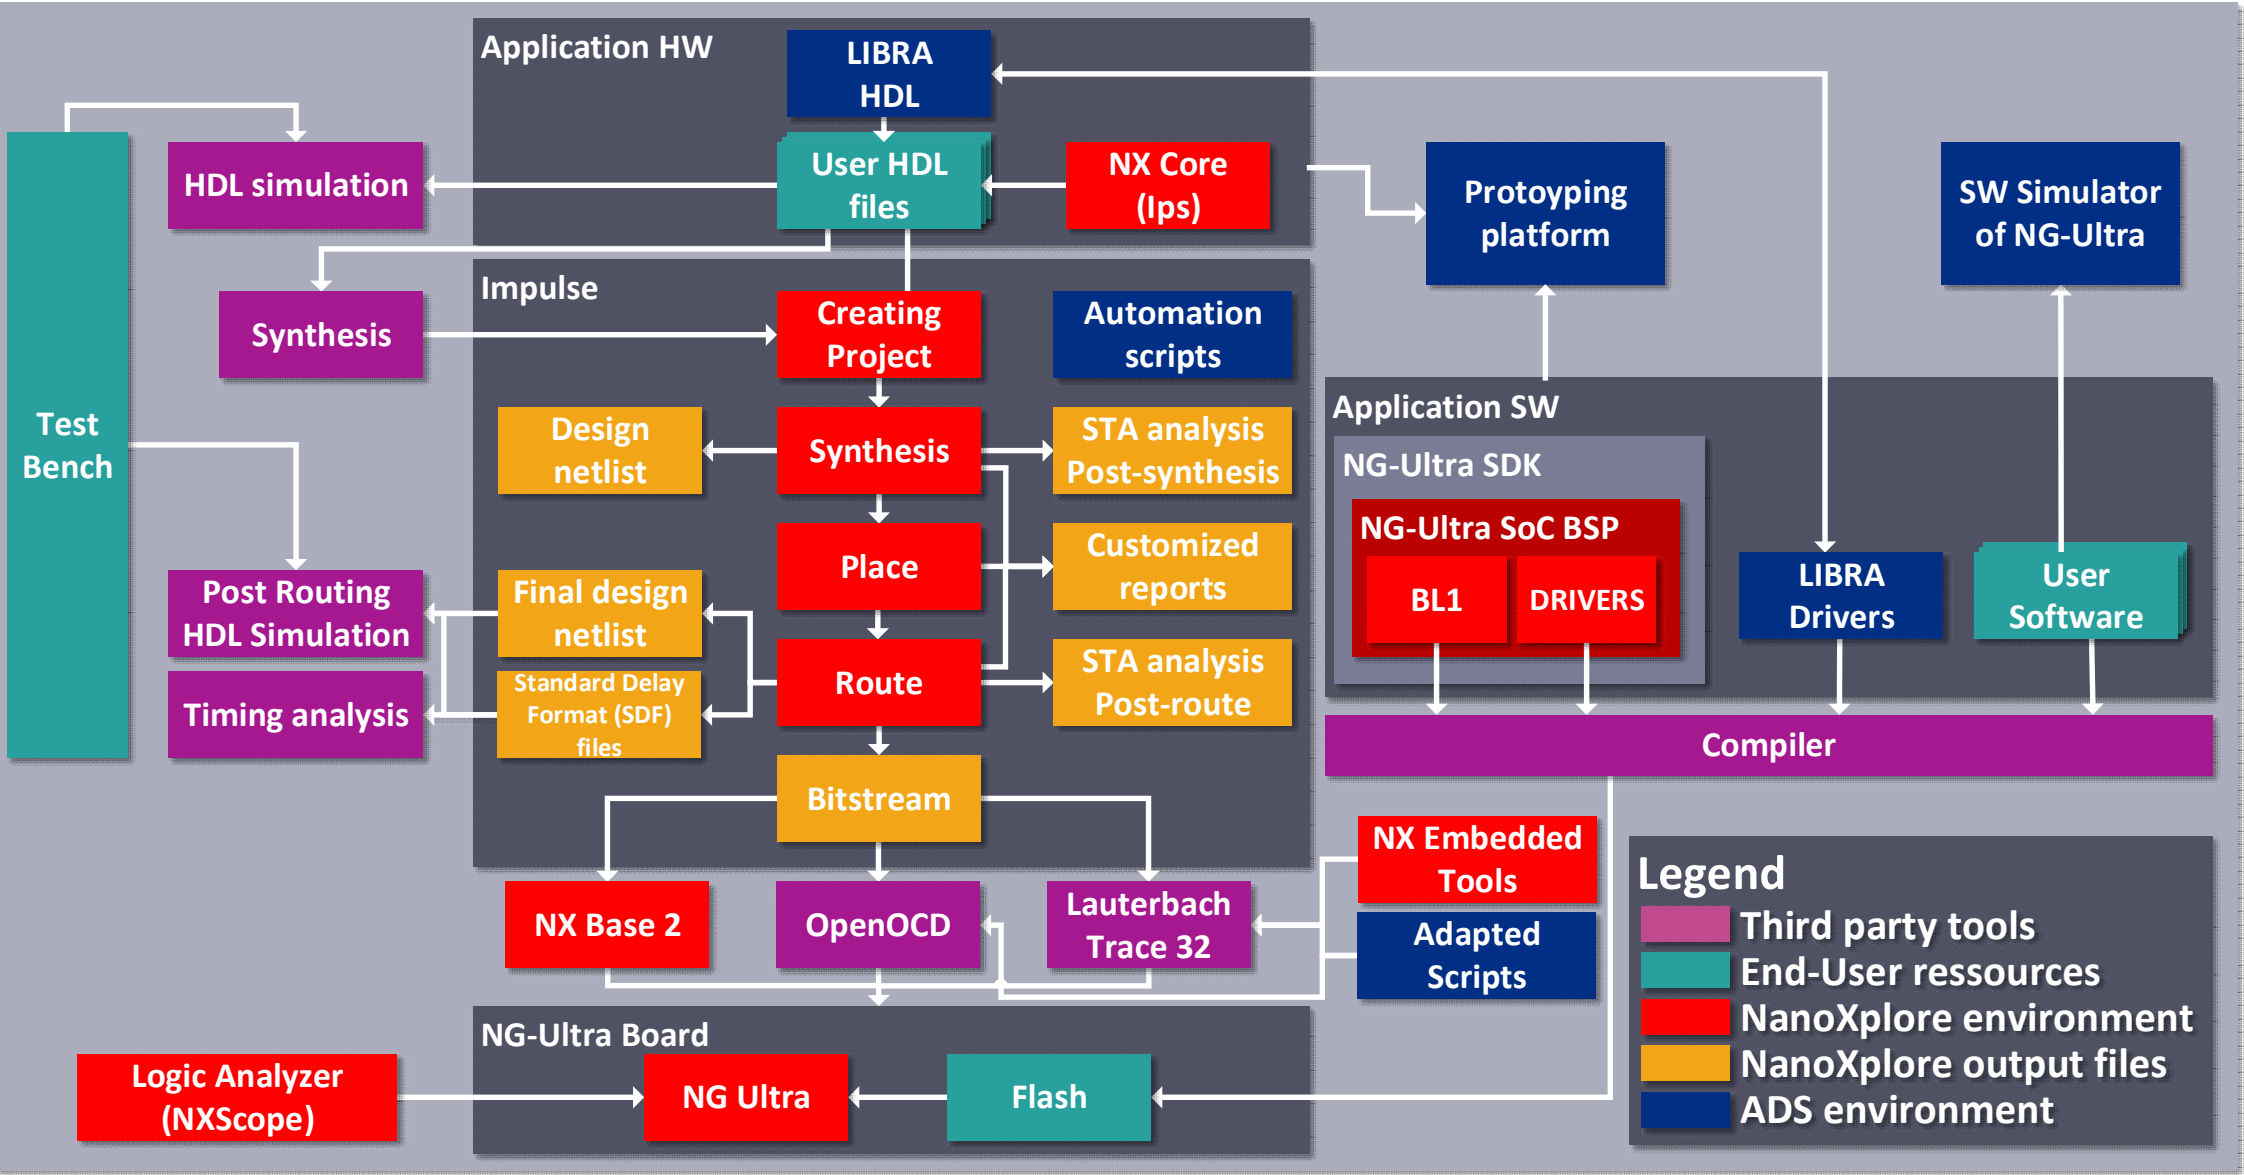 Application HW
LIBRA
HDL
HDL simulation
User HDL
files
NX Core
(Ips)
Protoyping
platform
SW Simulator
of NG-Ultra
Impulse
Synthesis
Creating
Project
Automation
scripts
Test
Bench
Design
netlist
Synthesis
STA analysis
Post-synthesis
Place
Customized
reports
Post Routing
HDL Simulation
Final design
netlist
Route
STA analysis
Post-route
Timing analysis
Standard Delay
Format (SDF)
files
Bitstream
Application SW
NG-Ultra SDK
NG-Ultra SoC BSP
BL1
DRIVERS
LIBRA
Drivers
User
Software
Compiler
NX Base 2
OpenOCD
Lauterbach
Trace 32
NX Embedded
Tools
Adapted
Scripts
NG-Ultra Board
Logic Analyzer
(NXScope)
NG Ultra
Flash
Legend
Third party tools
End-User ressources
NanoXplore environment
NanoXplore output files
ADS environment